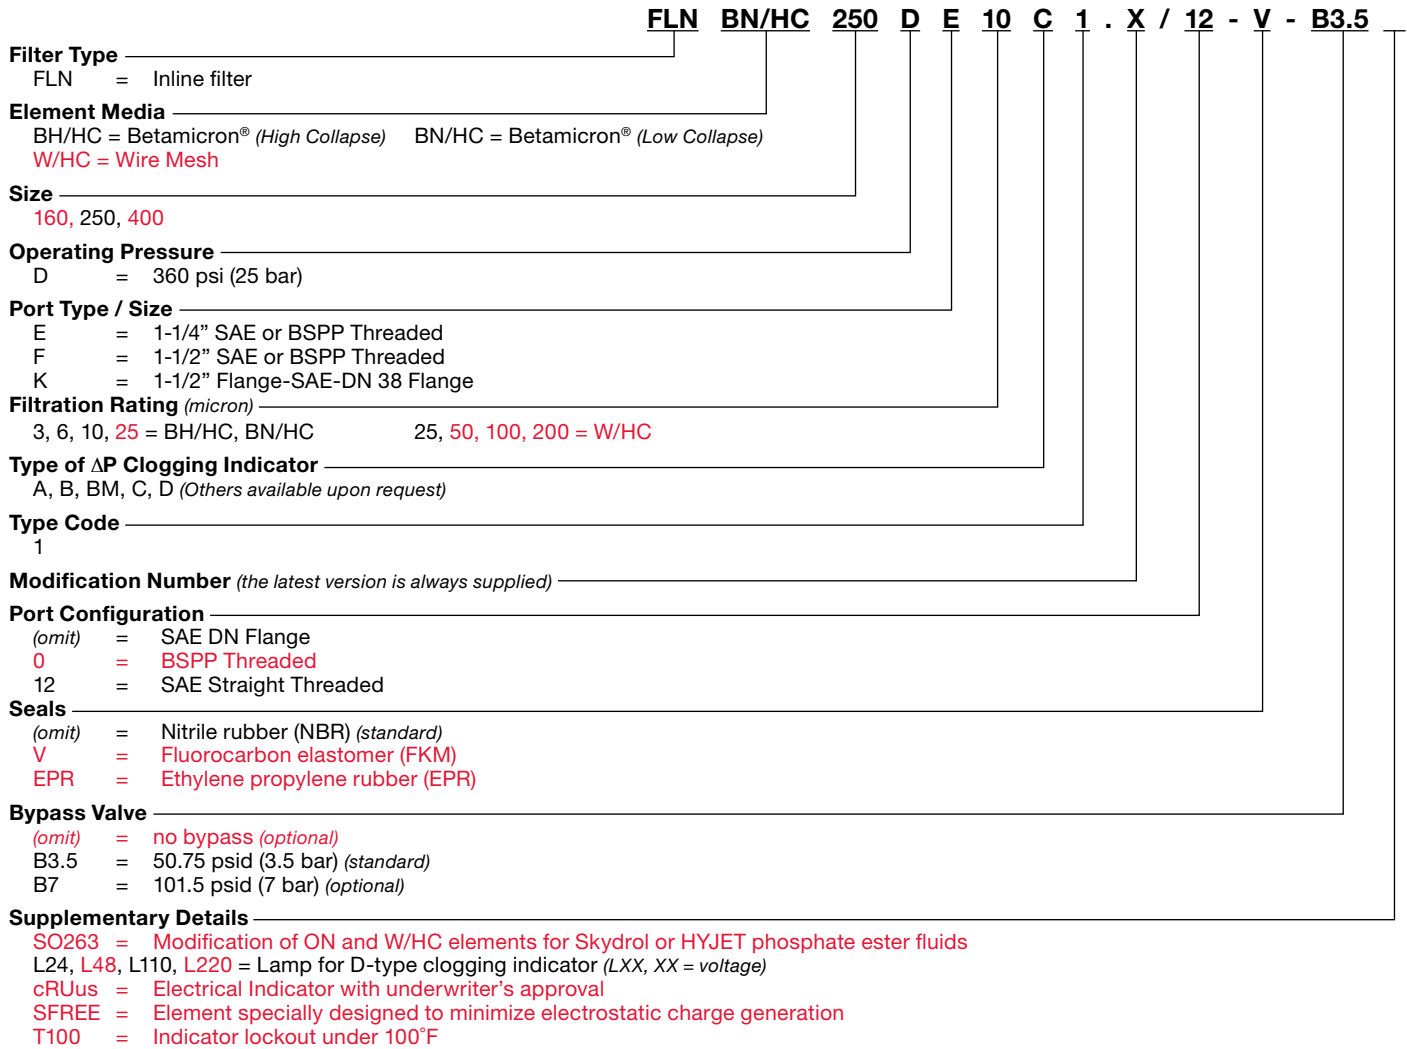 FLN BN/HC 250 D E 10 C 1 . X / 12 - V - B3.5
Filter Type
FLN = Inline filter
Element Media
BH/HC = Betamicron® (High Collapse) BN/HC = Betamicron® (Low Collapse)
W/HC = Wire Mesh
Size
160, 250, 400
Operating Pressure
D = 360 psi (25 bar)
Port Type / Size
E = 1-1/4” SAE or BSPP Threaded
F = 1-1/2” SAE or BSPP Threaded
K = 1-1/2” Flange-SAE-DN 38 Flange
Filtration Rating (micron)
3, 6, 10, 25 = BH/HC, BN/HC 25, 50, 100, 200 = W/HC
Type of ΔP Clogging Indicator
A, B, BM, C, D (Others available upon request)
Type Code
1
Modification Number (the latest version is always supplied)
Port Configuration
(omit) = SAE DN Flange
0 = BSPP Threaded
12 = SAE Straight Threaded
Seals
(omit) = Nitrile rubber (NBR) (standard)
V = Fluorocarbon elastomer (FKM)
EPR = Ethylene propylene rubber (EPR)
Bypass Valve
(omit) = no bypass (optional)
B3.5 = 50.75 psid (3.5 bar) (standard)
B7 = 101.5 psid (7 bar) (optional)
Supplementary Details
SO263 = Modification of ON and W/HC elements for Skydrol or HYJET phosphate ester fluids
L24, L48, L110, L220 = Lamp for D-type clogging indicator (LXX, XX = voltage)
cRUus = Electrical Indicator with underwriter’s approval
SFREE = Element specially designed to minimize electrostatic charge generation
T100 = Indicator lockout under 100˚F